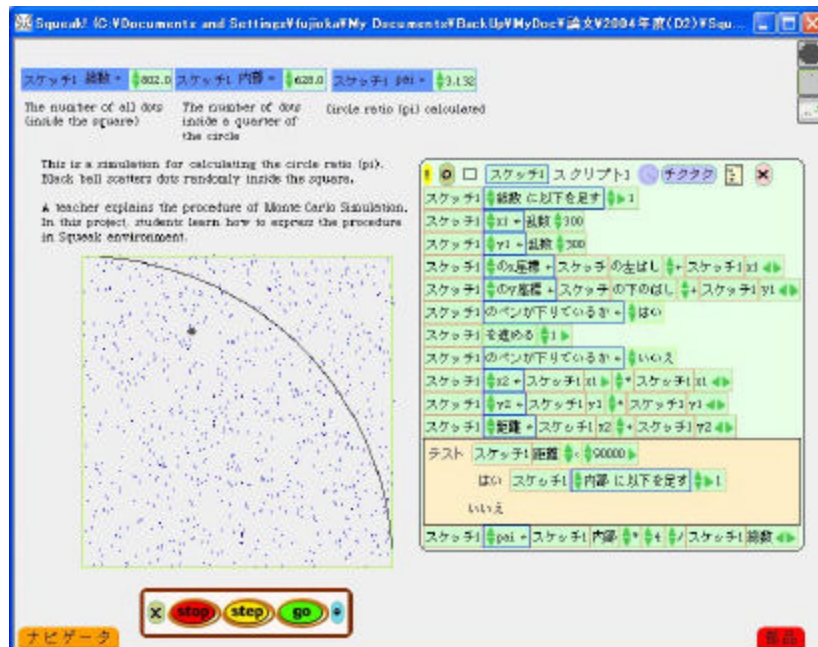 Squeak! (C:¥Documents and Settings¥fujioka¥My Documents¥BackUp¥MyDoc¥論文¥2004年度(D2)¥Squ...
スケッチ1 総数 ← 802.0 スケッチ1 内部 ← 628.0 スケッチ1 pai ← 3.132
The number of all dots (inside the square)
The number of dots inside a quarter of the circle
Circle ratio (pi) calculated
This is a simulation for calculating the circle ratio (pi).
Black ball scatters dots randomly inside the square.
A teacher explains the procedure of Monte Carlo Simulation.
In this project, students learn how to express the procedure
in Squeak environment.
! スケッチ1 スクリプト1 チクタク
スケッチ1 総数 に以下を足す 1
スケッチ1 x1 ← 乱数 300
スケッチ1 y1 ← 乱数 300
スケッチ1 のx座標 ← スケッチ の左はし + スケッチ1 x1
スケッチ1 のy座標 ← スケッチ の下のはし + スケッチ1 y1
スケッチ1 のペンが下りているか ← はい
スケッチ1 を進める 1
スケッチ1 のペンが下りているか ← いいえ
スケッチ1 x2 ← スケッチ1 x1 * スケッチ1 x1
スケッチ1 y2 ← スケッチ1 y1 * スケッチ1 y1
スケッチ1 距離 ← スケッチ1 x2 + スケッチ1 y2
テスト スケッチ1 距離 < 90000
はい スケッチ1 内部 に以下を足す 1
いいえ
スケッチ1 pai ← スケッチ1 内部 * 4 / スケッチ1 総数
stop step go
ナビゲータ
部品